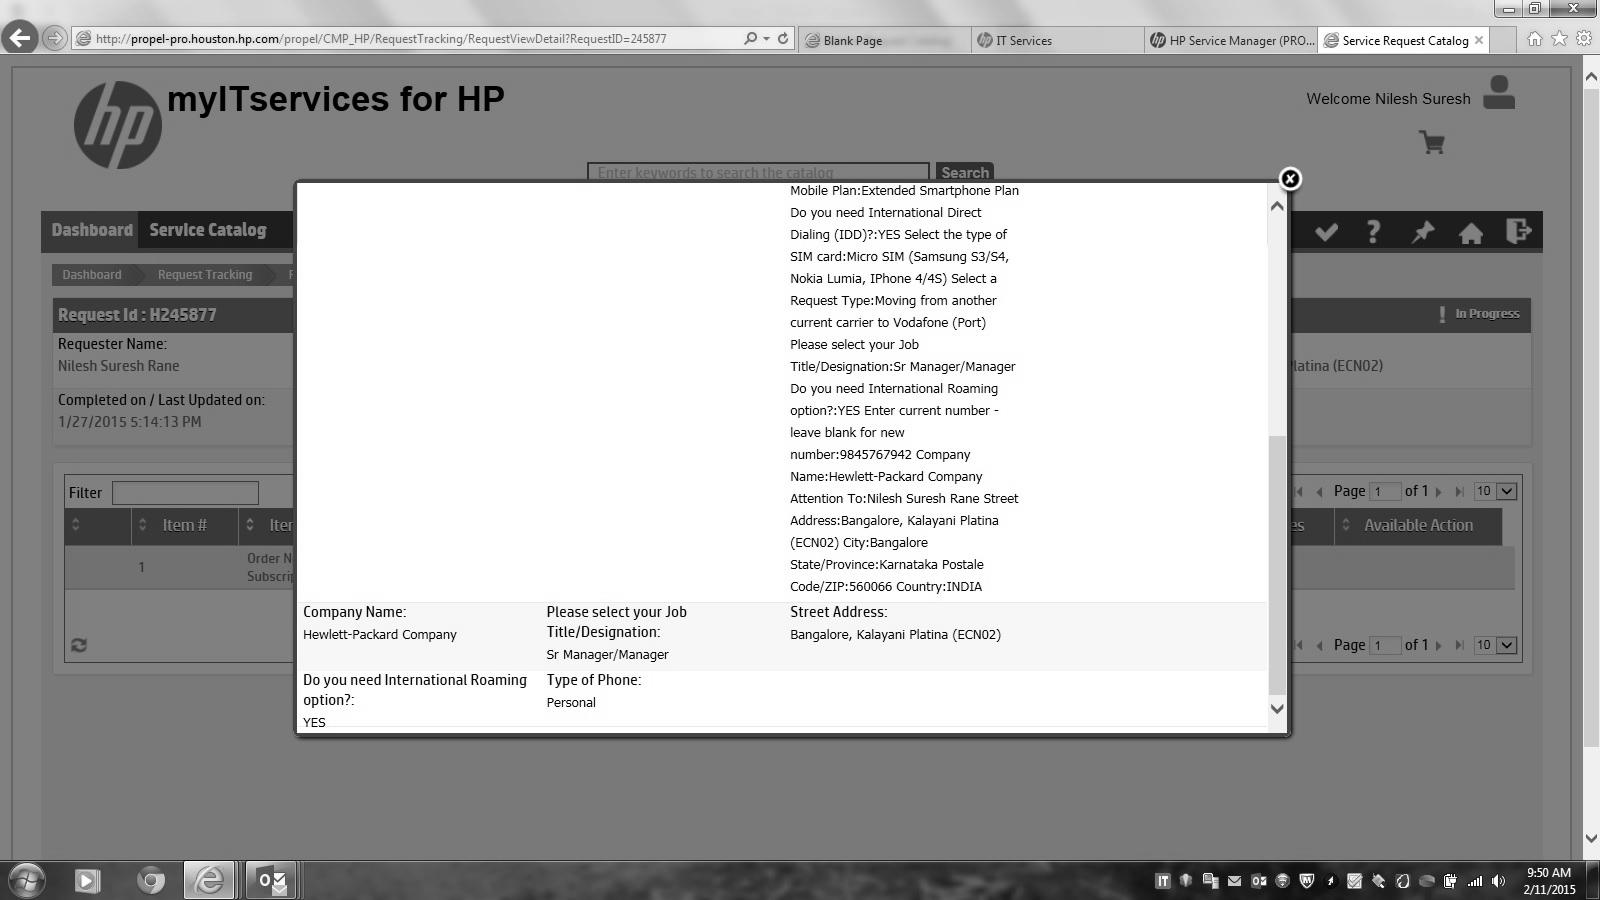 http://propel-pro.houston.hp.com/propel/CMP_HP/RequestTracking/RequestViewDetail?RequestID=245877
Blank Page
IT Services
HP Service Manager (PRO...
Service Request Catalog
hp
myITservices for HP
Welcome Nilesh Suresh
Enter keywords to search the catalog
Search
Dashboard
Service Catalog
Dashboard
Request Tracking
Request Id : H245877
In Progress
Requester Name:
Nilesh Suresh Rane
latina (ECN02)
Completed on / Last Updated on:
1/27/2015 5:14:13 PM
Mobile Plan:Extended Smartphone Plan
Do you need International Direct
Dialing (IDD)?:YES Select the type of
SIM card:Micro SIM (Samsung S3/S4,
Nokia Lumia, IPhone 4/4S) Select a
Request Type:Moving from another
current carrier to Vodafone (Port)
Please select your Job
Title/Designation:Sr Manager/Manager
Do you need International Roaming
option?:YES Enter current number -
leave blank for new
number:9845767942 Company
Name:Hewlett-Packard Company
Attention To:Nilesh Suresh Rane Street
Address:Bangalore, Kalayani Platina
(ECN02) City:Bangalore
State/Province:Karnataka Postale
Code/ZIP:560066 Country:INDIA
Company Name:
Hewlett-Packard Company
Please select your Job
Title/Designation:
Sr Manager/Manager
Street Address:
Bangalore, Kalayani Platina (ECN02)
Do you need International Roaming
option?:
YES
Type of Phone:
Personal
Filter
Page 1 of 1 10
Item #
Iter
es
Available Action
1
Order N
Subscrip
Page 1 of 1 10
9:50 AM
2/11/2015